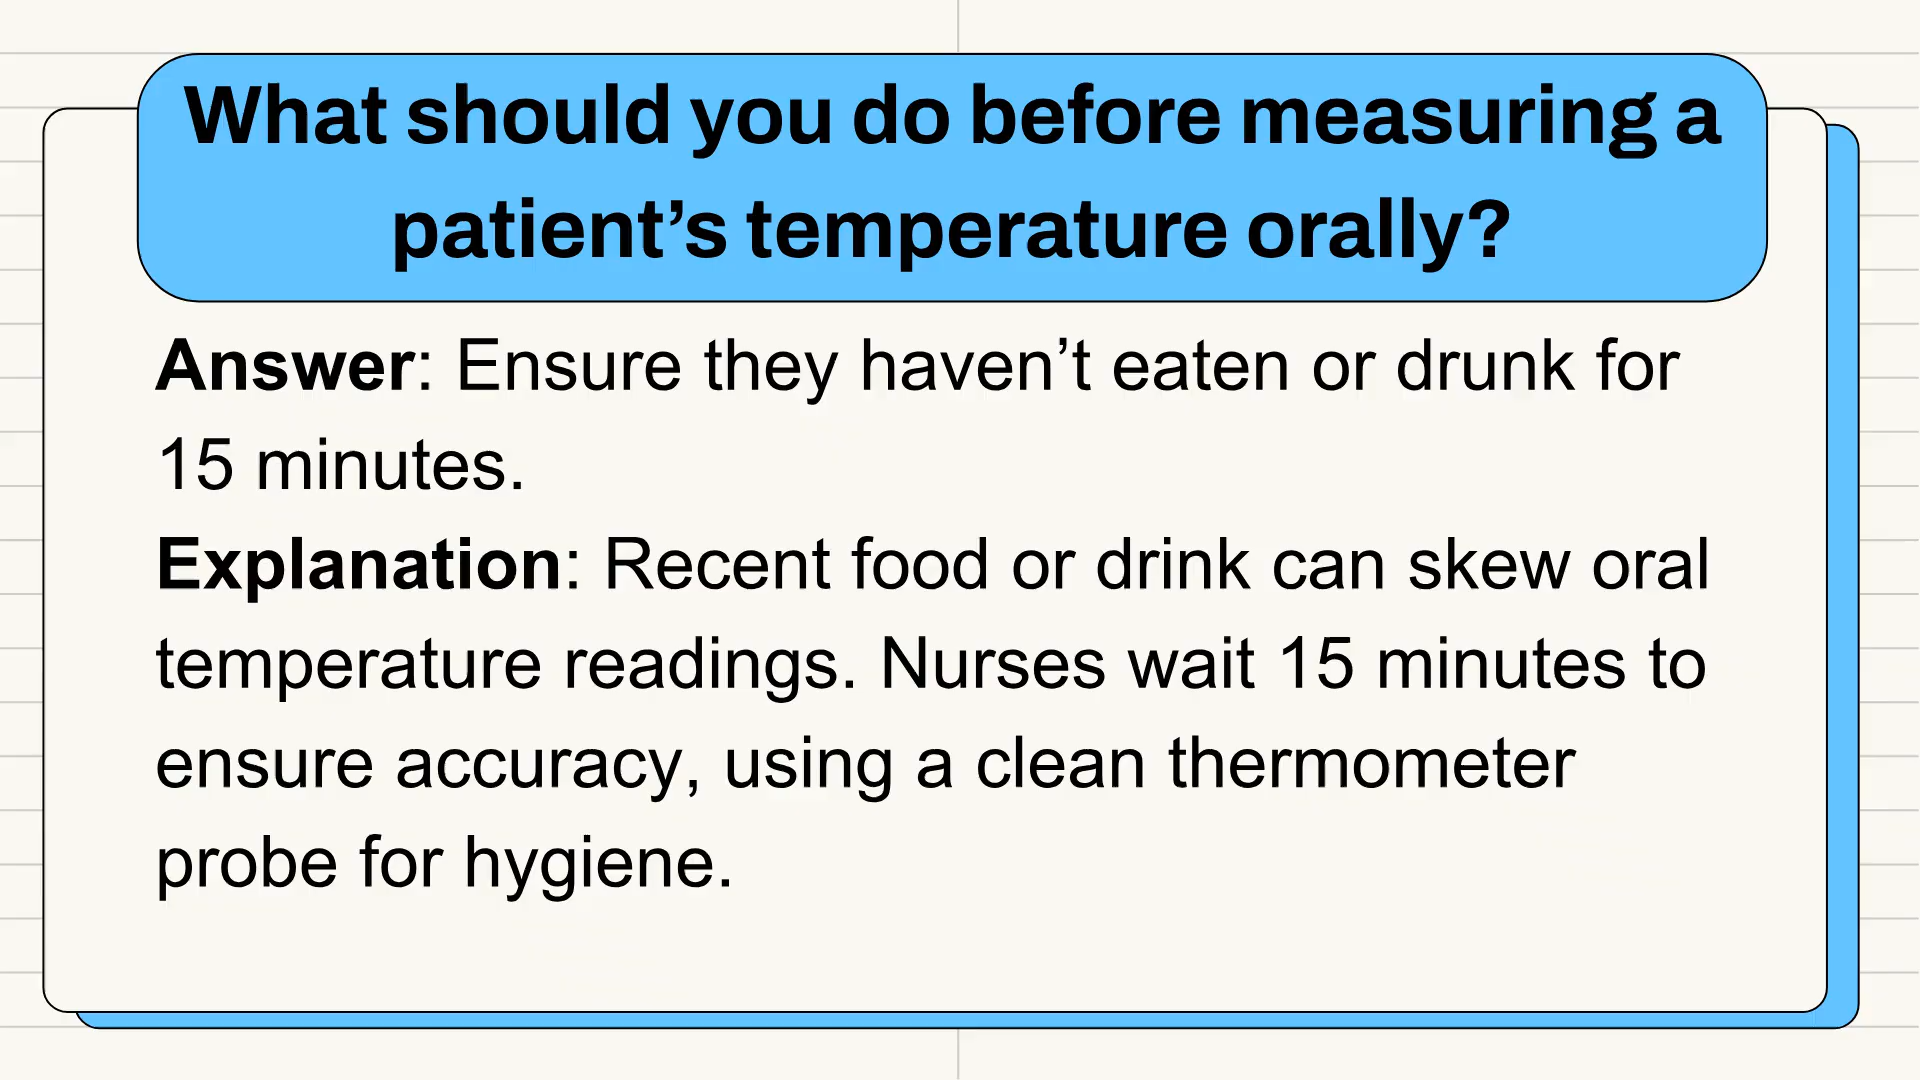 What should you do before measuring a
patient’s temperature orally?
Answer: Ensure they haven’t eaten or drunk for
15 minutes.
Explanation: Recent food or drink can skew oral
temperature readings. Nurses wait 15 minutes to
ensure accuracy, using a clean thermometer
probe for hygiene.